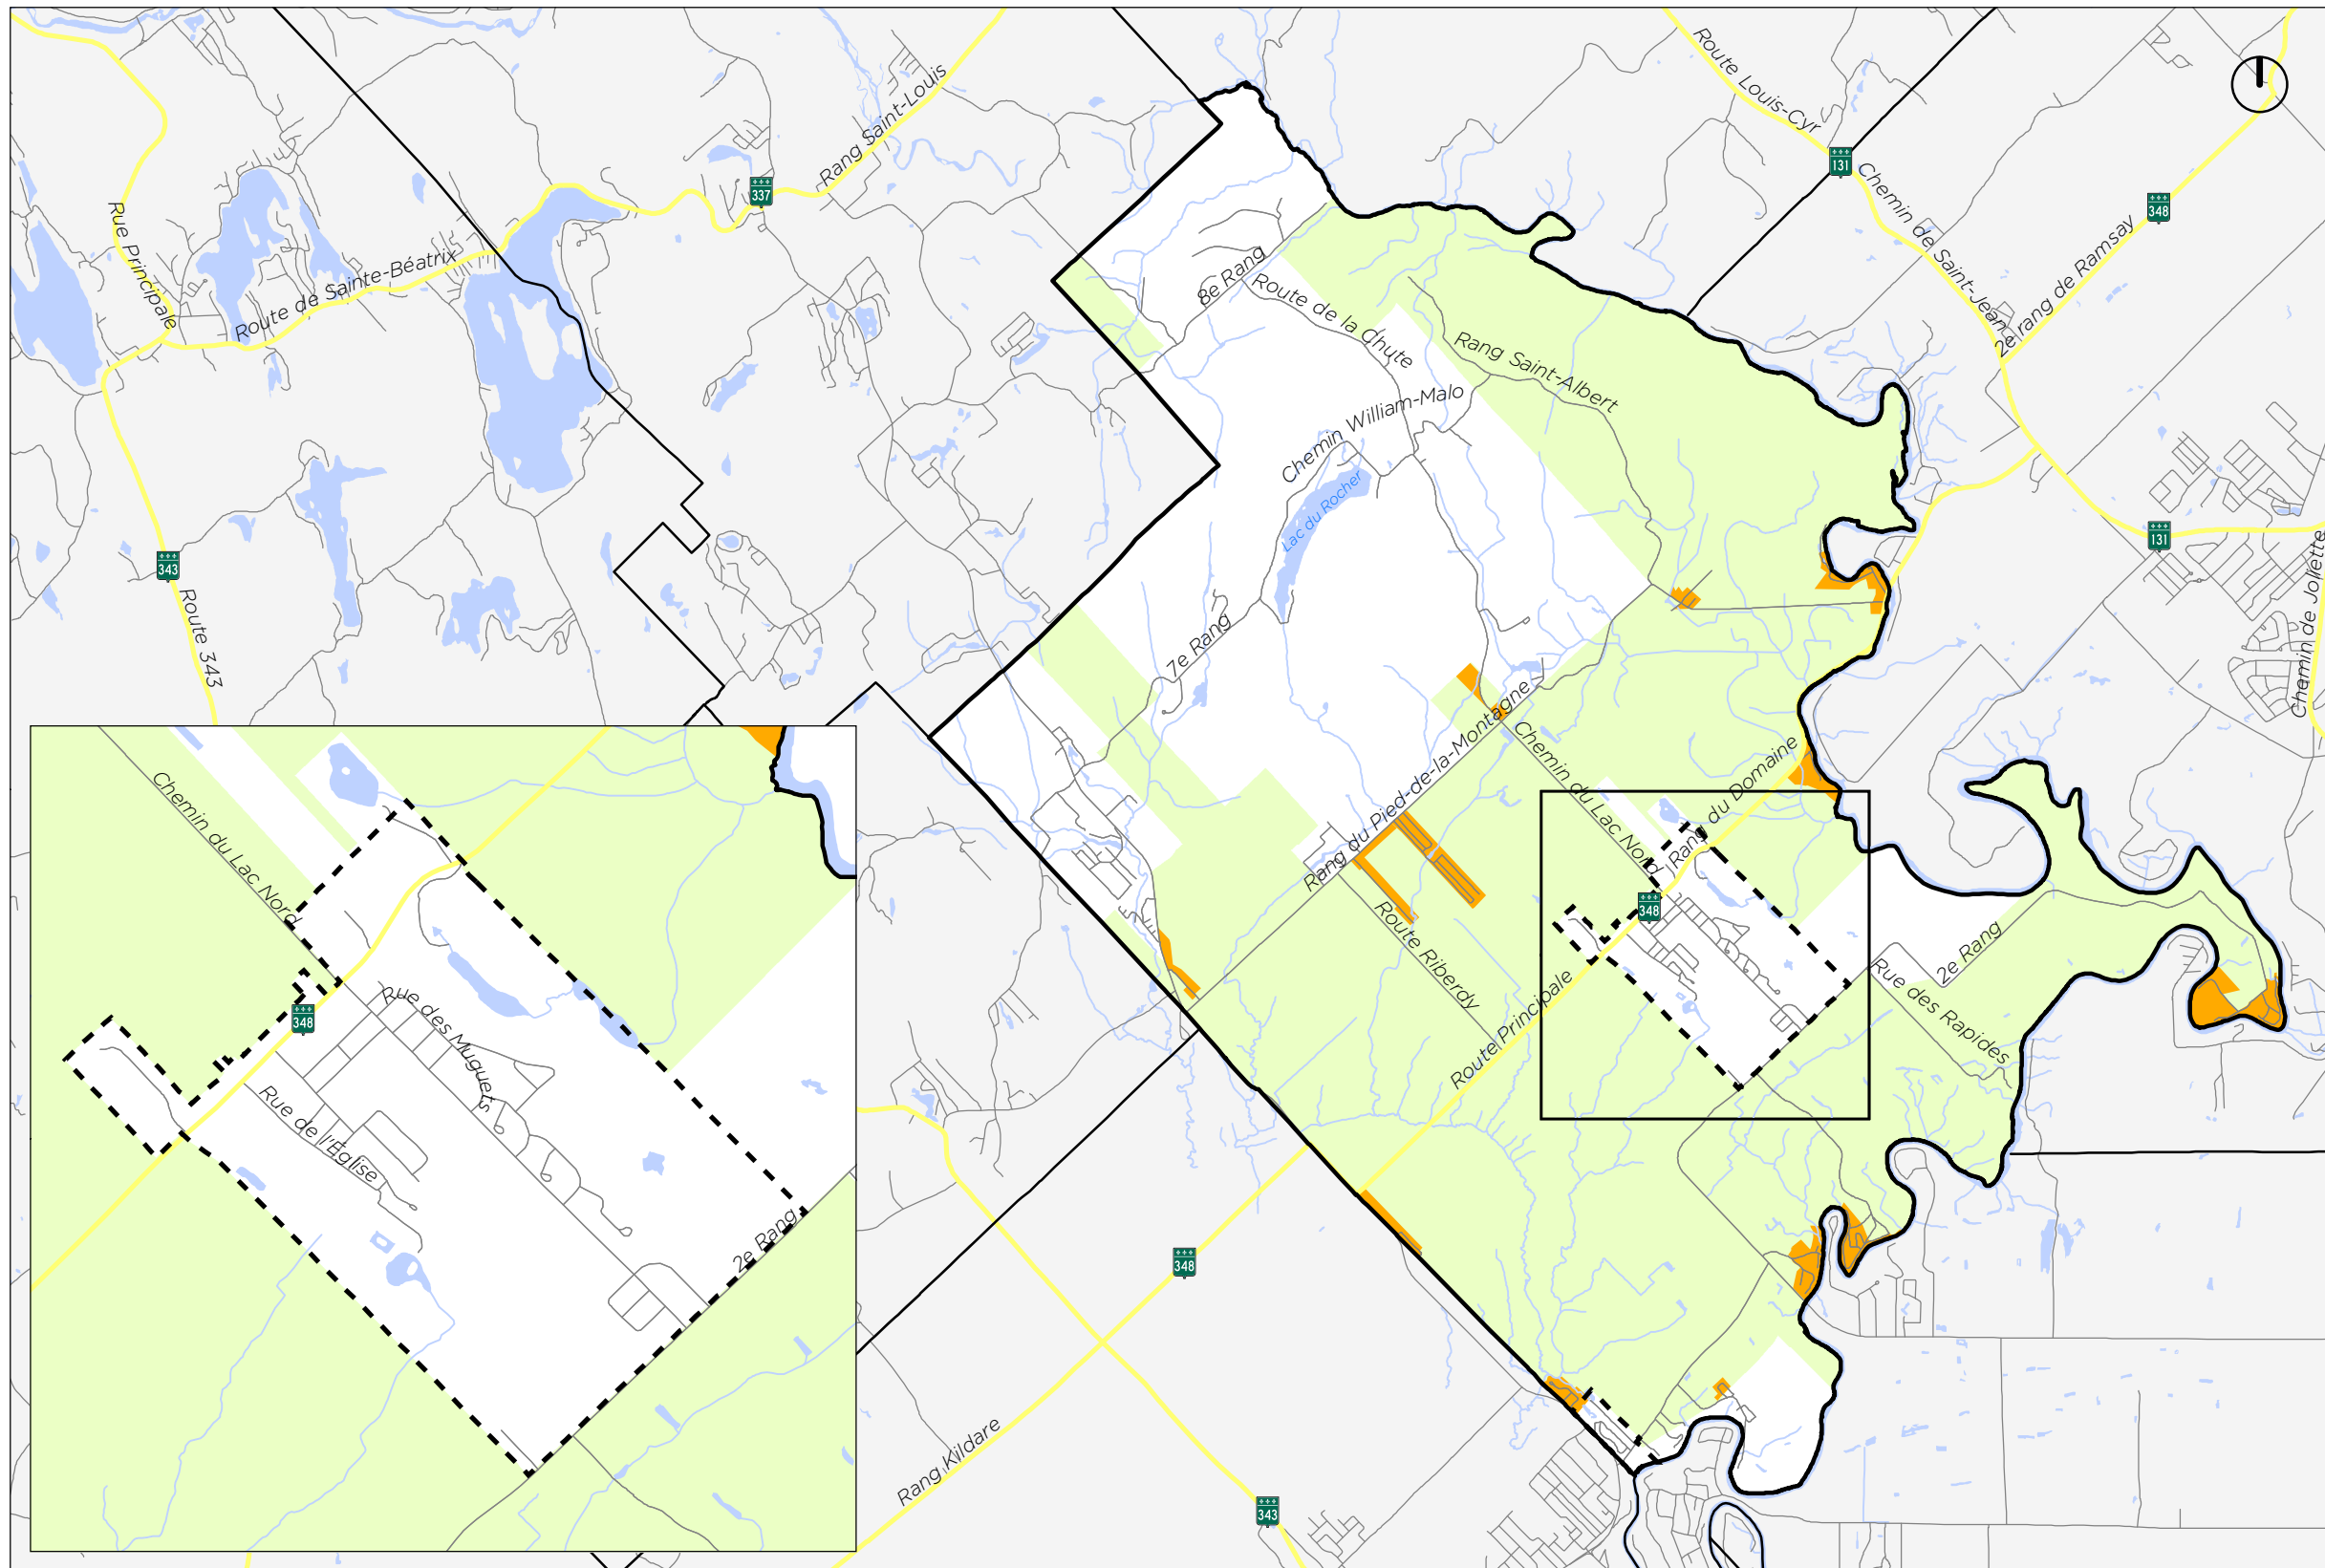 Route Louis-Cyr
Rang Saint-Louis
131
337
Chemin de Saint-Jean
348
2e rang de Ramsay
Rue Principale
Route de Sainte-Béatrix
8e Rang
Route de la Chute
Rang Saint-Albert
Chemin William-Malo
Lac du Rocher
131
343
Route 343
Chemin de Joliette
7e Rang
Rang du Pied-de-la-Montagne
Chemin du Lac Nord
Rang du Domaine
348
Route Riberdy
Route Principale
2e Rang
Rue des Rapides
Chemin du Lac Nord
348
Rue des Muguets
Rue de l'Église
2e Rang
348
Rang Kildare
343